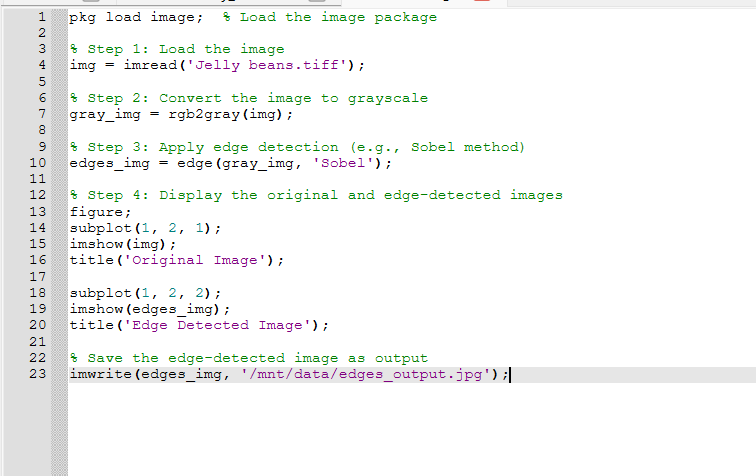 1 pkg load image;  % Load the image package
2
3 % Step 1: Load the image
4 img = imread('Jelly beans.tiff');
5
6 % Step 2: Convert the image to grayscale
7 gray_img = rgb2gray(img);
8
9 % Step 3: Apply edge detection (e.g., Sobel method)
10 edges_img = edge(gray_img, 'Sobel');
11
12 % Step 4: Display the original and edge-detected images
13 figure;
14 subplot(1, 2, 1);
15 imshow(img);
16 title('Original Image');
17
18 subplot(1, 2, 2);
19 imshow(edges_img);
20 title('Edge Detected Image');
21
22 % Save the edge-detected image as output
23 imwrite(edges_img, '/mnt/data/edges_output.jpg');